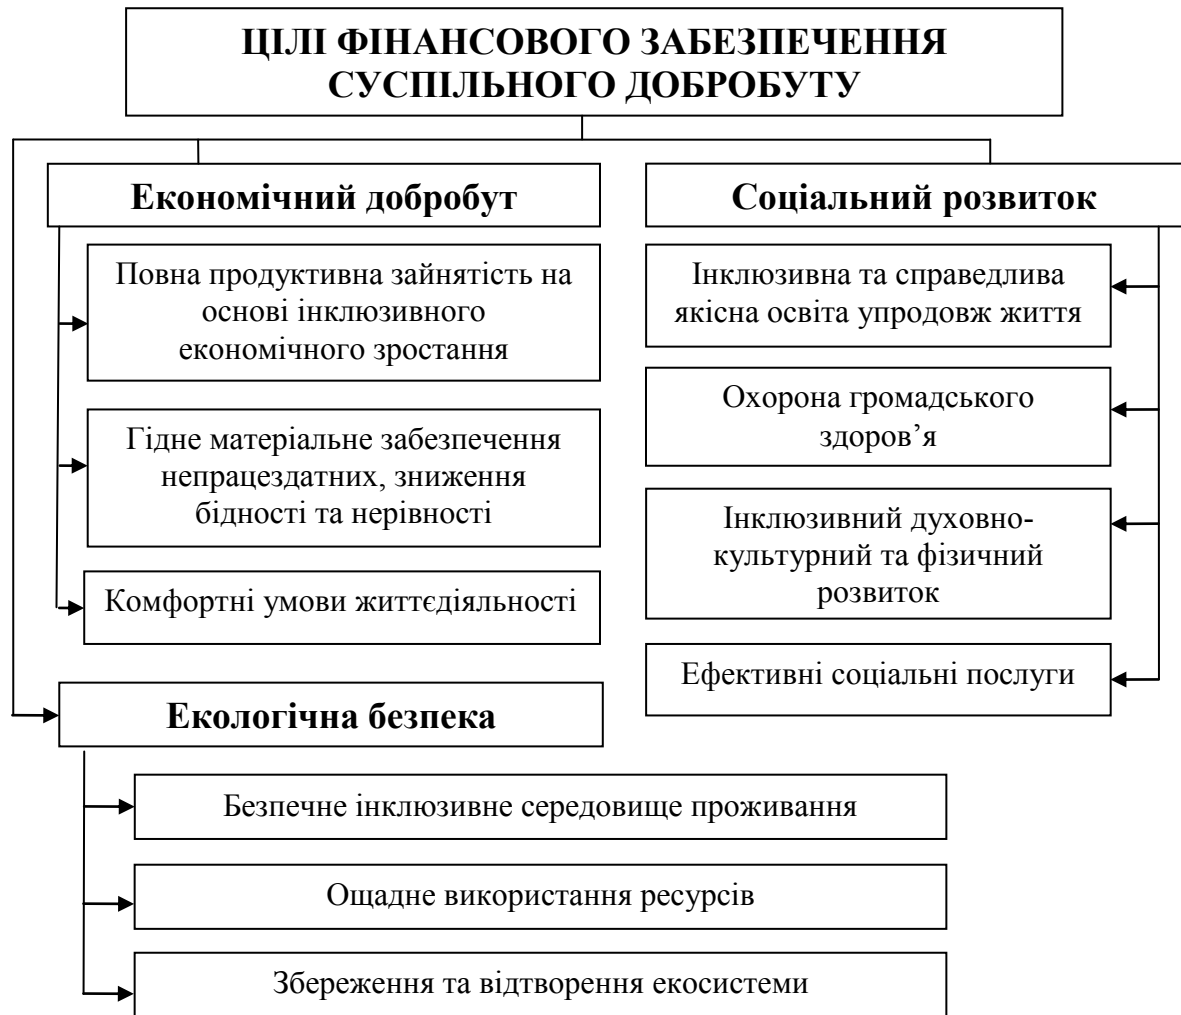 ЦІЛІ ФІНАНСОВОГО ЗАБЕЗПЕЧЕННЯ
СУСПІЛЬНОГО ДОБРОБУТУ
Економічний добробут
Повна продуктивна зайнятість на
основі інклюзивного
економічного зростання
Гідне матеріальне забезпечення
непрацездатних, зниження
бідності та нерівності
Комфортні умови життєдіяльності
Соціальний розвиток
Інклюзивна та справедлива
якісна освіта упродовж життя
Охорона громадського
здоров’я
Інклюзивний духовно-
культурний та фізичний
розвиток
Ефективні соціальні послуги
Екологічна безпека
Безпечне інклюзивне середовище проживання
Ощадне використання ресурсів
Збереження та відтворення екосистеми